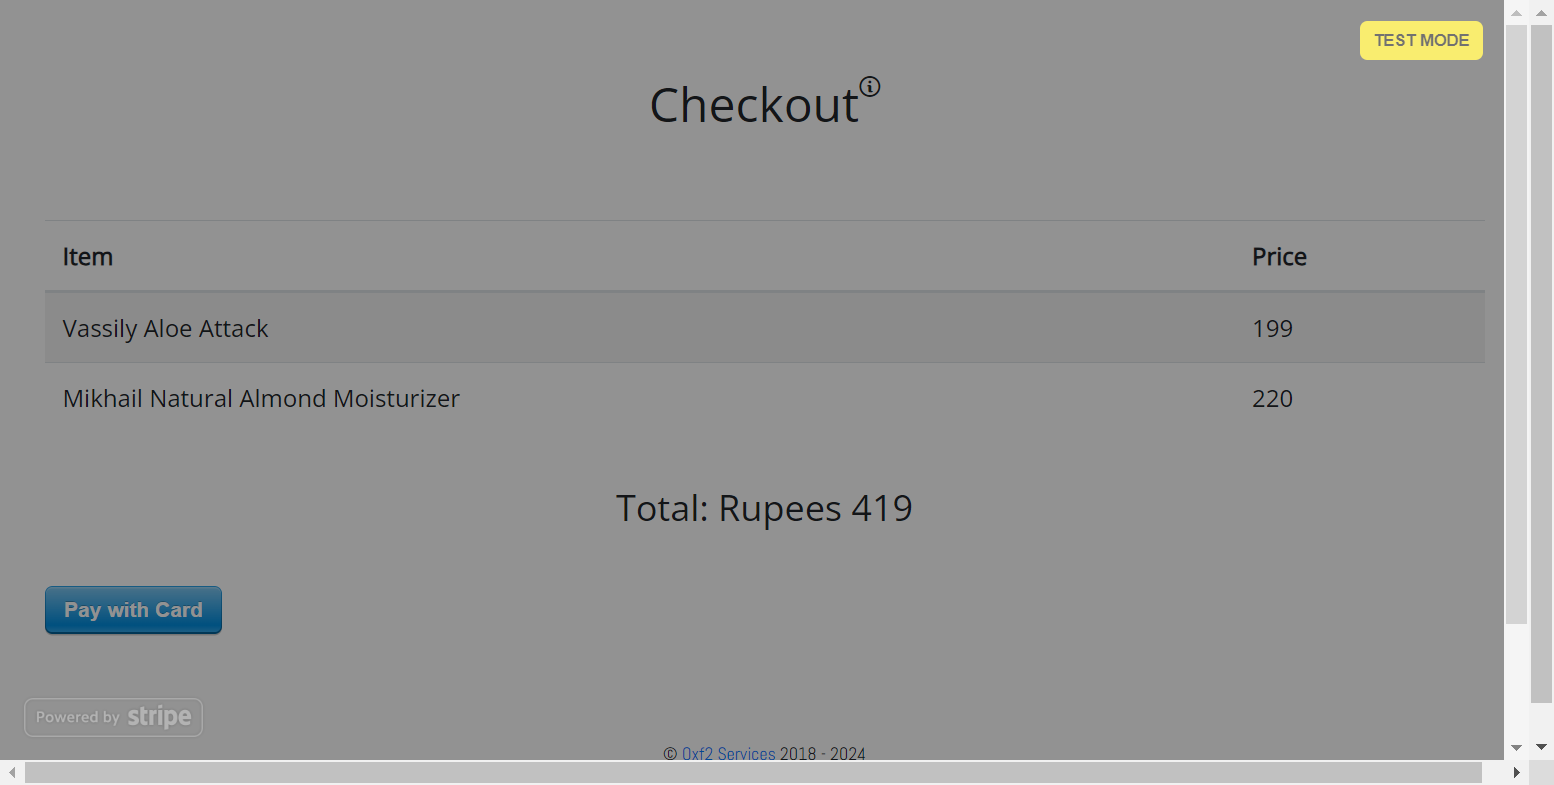 TEST MODE
Checkout
Item Price
Vassily Aloe Attack 199
Mikhail Natural Almond Moisturizer 220
Total: Rupees 419
Pay with Card
Powered by stripe
© Qxf2 Services 2018 - 2024